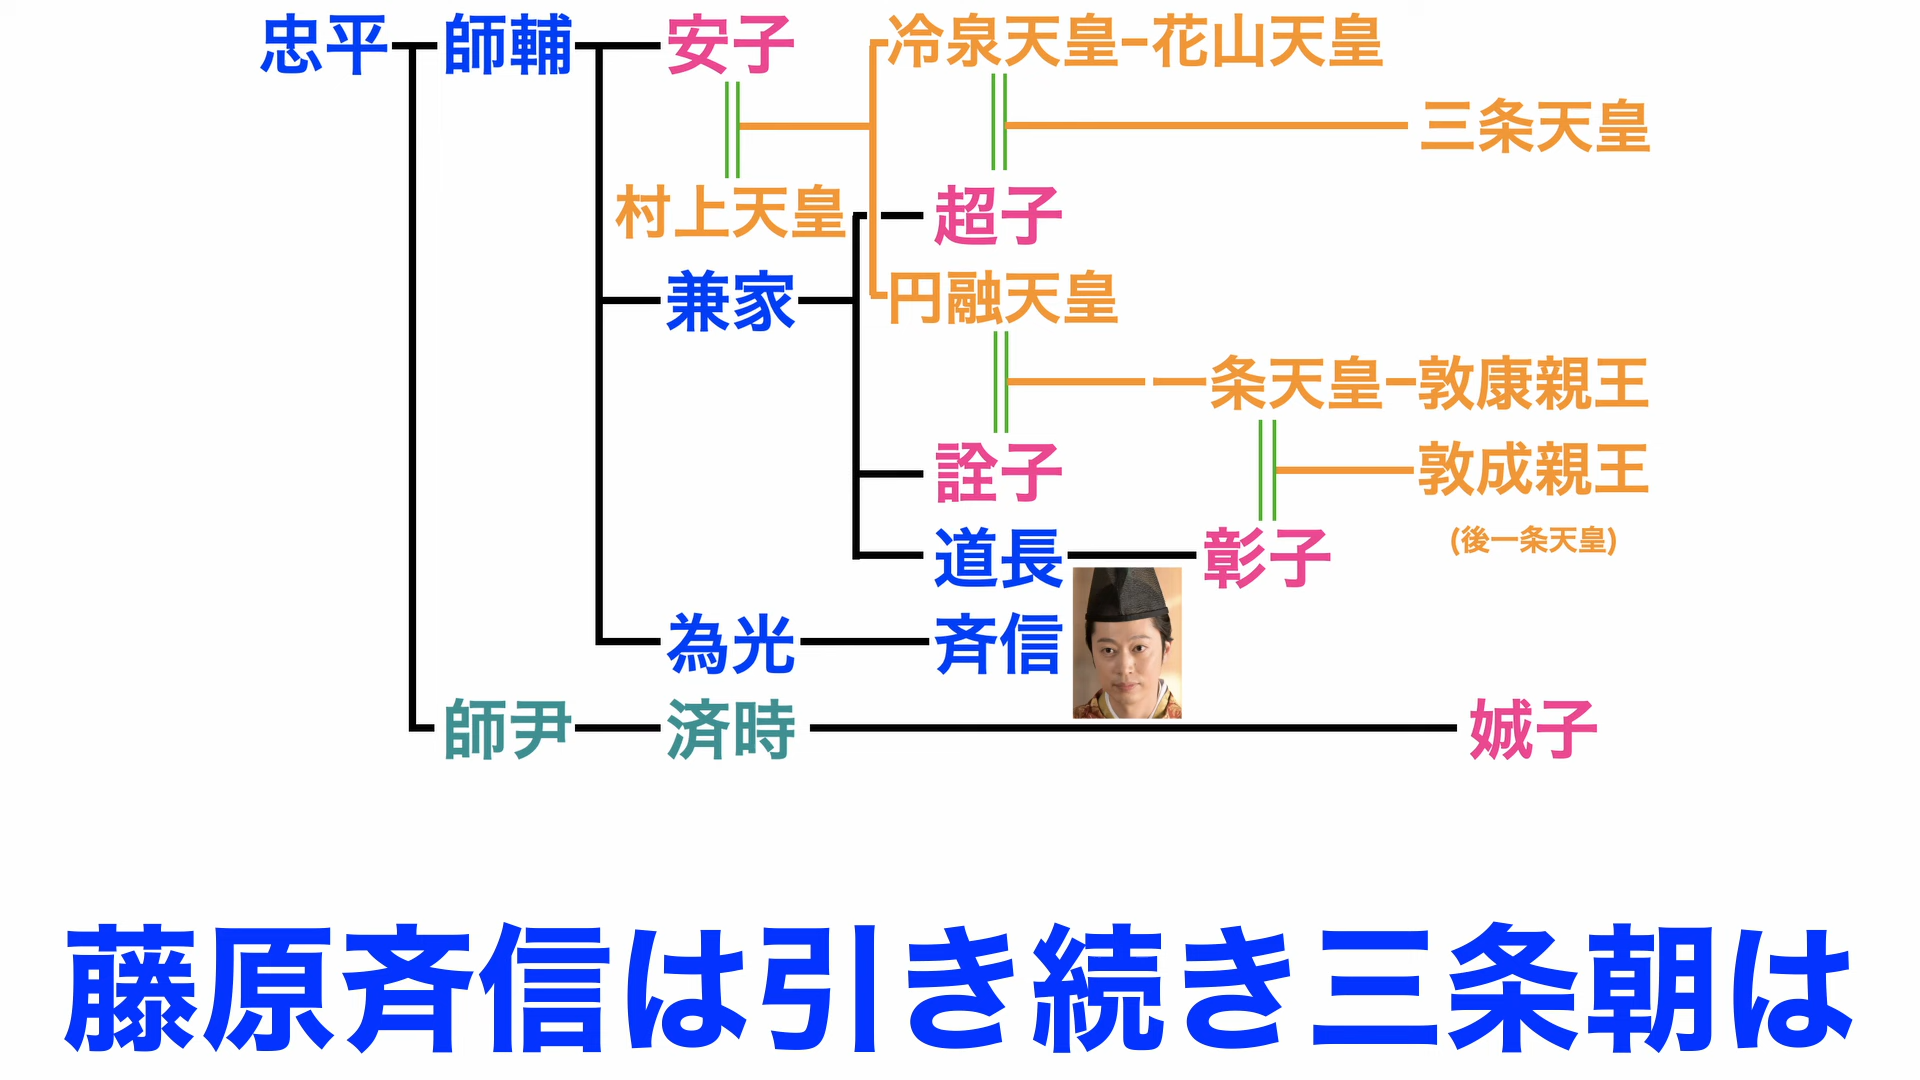 忠平 師輔 安子 冷泉天皇 花山天皇
三条天皇
村上天皇 超子
兼家 円融天皇
一条天皇 敦康親王
詮子 敦成親王
(後一条天皇)
道長 彰子
為光 斉信
師尹 済時 娍子
藤原斉信は引き続き三条朝は